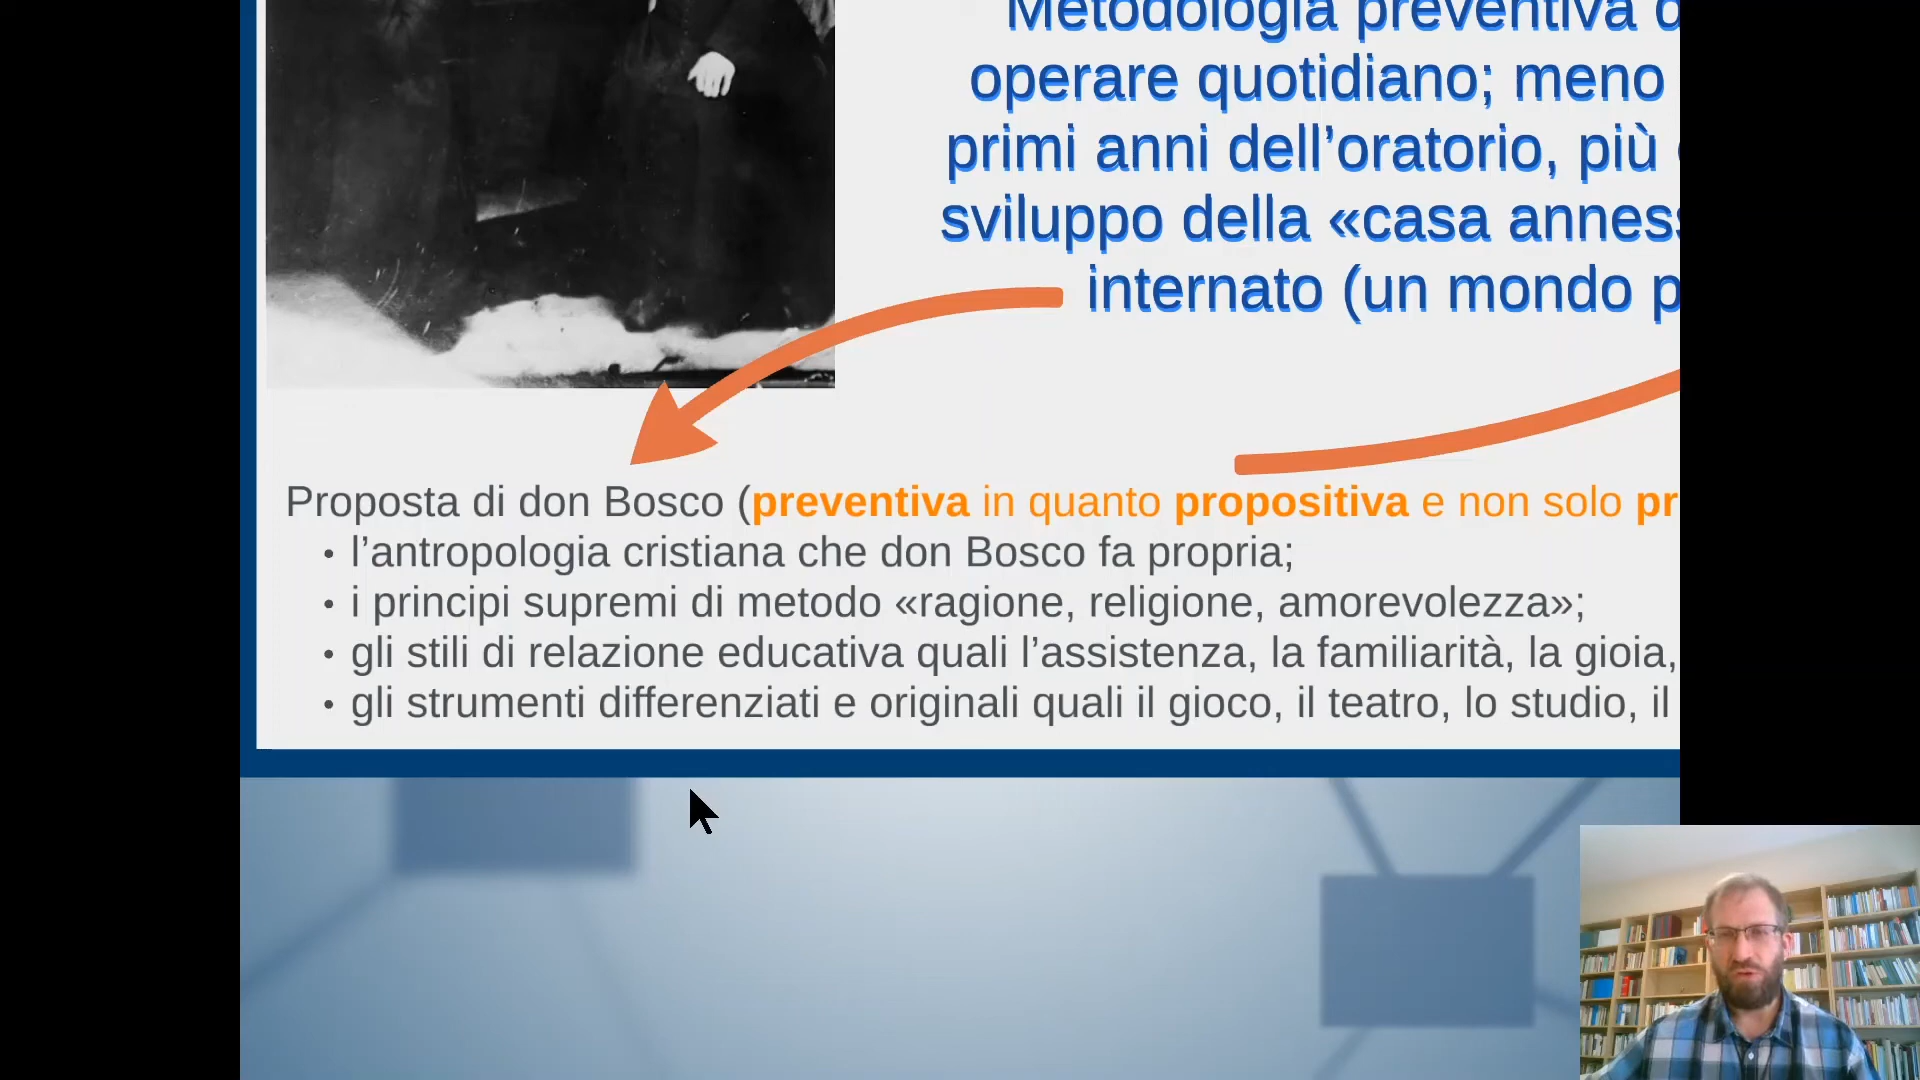 Metodologia preventiva d
operare quotidiano; meno
primi anni dell’oratorio, più
sviluppo della «casa anness
internato (un mondo p
Proposta di don Bosco (preventiva in quanto propositiva e non solo pr
• l’antropologia cristiana che don Bosco fa propria;
• i principi supremi di metodo «ragione, religione, amorevolezza»;
• gli stili di relazione educativa quali l’assistenza, la familiarità, la gioia,
• gli strumenti differenziati e originali quali il gioco, il teatro, lo studio, il